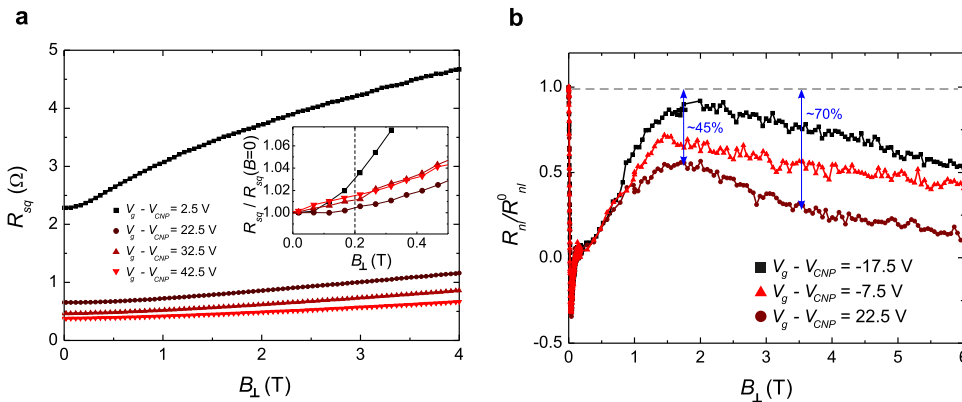 a
R_sq (Ω)
5
4
3
2
1
0
0
1
2
3
4
B⊥ (T)
V_g - V_CNP = 2.5 V
V_g - V_CNP = 22.5 V
V_g - V_CNP = 32.5 V
V_g - V_CNP = 42.5 V
R_sq / R_sq (B=0)
1.06
1.04
1.02
1.00
0.0
0.2
0.4
B⊥ (T)
b
R_nl/R^0_nl
1.0
0.5
0.0
-0.5
0
1
2
3
4
5
6
B⊥ (T)
~45%
~70%
V_g - V_CNP = -17.5 V
V_g - V_CNP = -7.5 V
V_g - V_CNP = 22.5 V